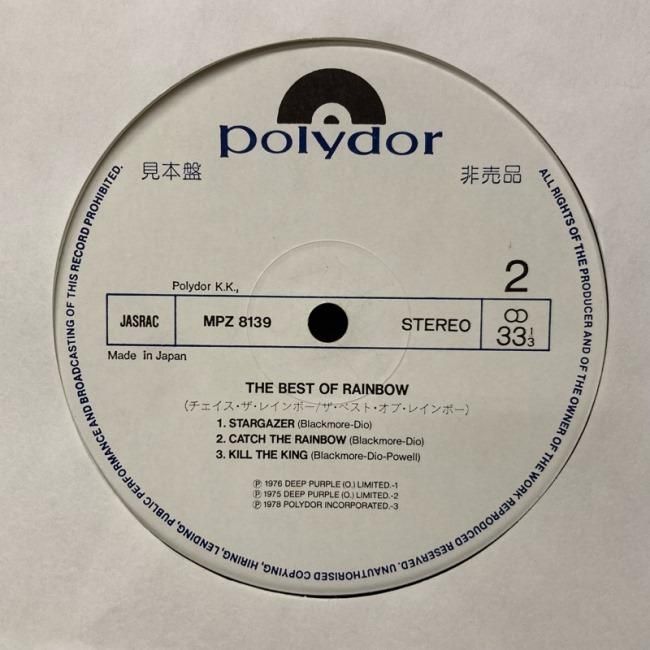 polydor
見本盤
非売品
2
Polydor K.K.,
JASRAC
MPZ 8139
STEREO
33 1/3
Made in Japan
THE BEST OF RAINBOW
(チェイス・ザ・レインボー/ザ・ベスト・オブ・レインボー)
1. STARGAZER (Blackmore-Dio)
2. CATCH THE RAINBOW (Blackmore-Dio)
3. KILL THE KING (Blackmore-Dio-Powell)
Ⓟ 1976 DEEP PURPLE (O.) LIMITED.-1
Ⓟ 1975 DEEP PURPLE (O.) LIMITED.-2
Ⓟ 1978 POLYDOR INCORPORATED.-3
ALL RIGHTS OF THE PRODUCER AND OF THE OWNER OF THE WORK REPRODUCED RESERVED. UNAUTHORISED COPYING, HIRING, LENDING, PUBLIC PERFORMANCE AND BROADCASTING OF THIS RECORD PROHIBITED.